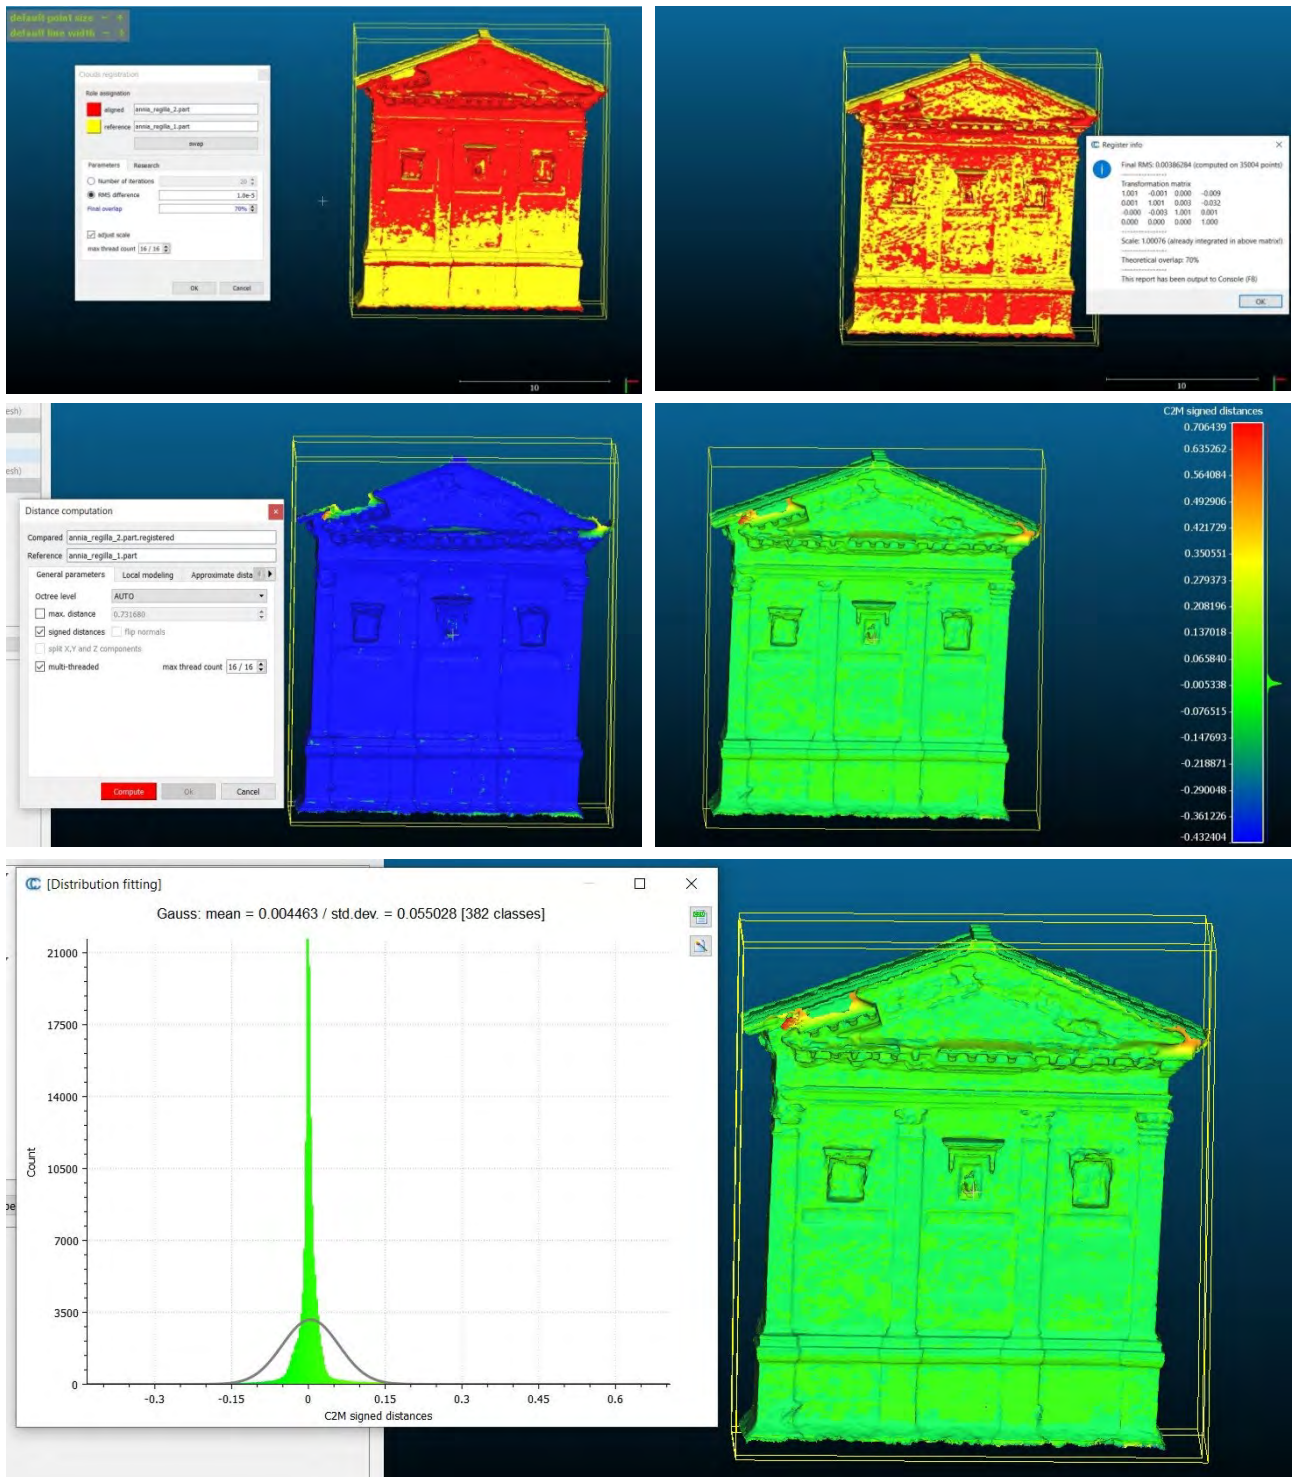 default point size - 4
default line width - 3
Clouds registration
Role assignation
aligned annia_regilla_2.part
reference annia_regilla_1.part
swap
Parameters Research
Number of iterations 20
RMS difference 1.0e-5
Final overlap 70%
adjust scale
max thread count 16 / 16
OK Cancel
10
Register info
Final RMS: 0.00386284 (computed on 35004 points)
Transformation matrix
1.001 -0.001 0.000 -0.009
0.001 1.001 0.003 -0.032
-0.000 -0.003 1.001 0.001
0.000 0.000 0.000 1.000
Scale: 1.00076 (already integrated in above matrix!)
Theoretical overlap: 70%
This report has been output to Console (F8)
OK
10
esh)
esh)
Distance computation
Compared annia_regilla_2.part.registered
Reference annia_regilla_1.part
General parameters Local modeling Approximate dista
Octree level AUTO
max. distance 0.731680
signed distances flip normals
split X,Y and Z components
multi-threaded max thread count 16 / 16
Compute Ok Cancel
C2M signed distances
0.706439
0.635262
0.564084
0.492906
0.421729
0.350551
0.279373
0.208196
0.137018
0.065840
-0.005338
-0.076515
-0.147693
-0.218871
-0.290048
-0.361226
-0.432404
[Distribution fitting]
Gauss: mean = 0.004463 / std.dev. = 0.055028 [382 classes]
21000
17500
14000
10500
7000
3500
0
Count
-0.3 -0.15 0 0.15 0.3 0.45 0.6
C2M signed distances
pe